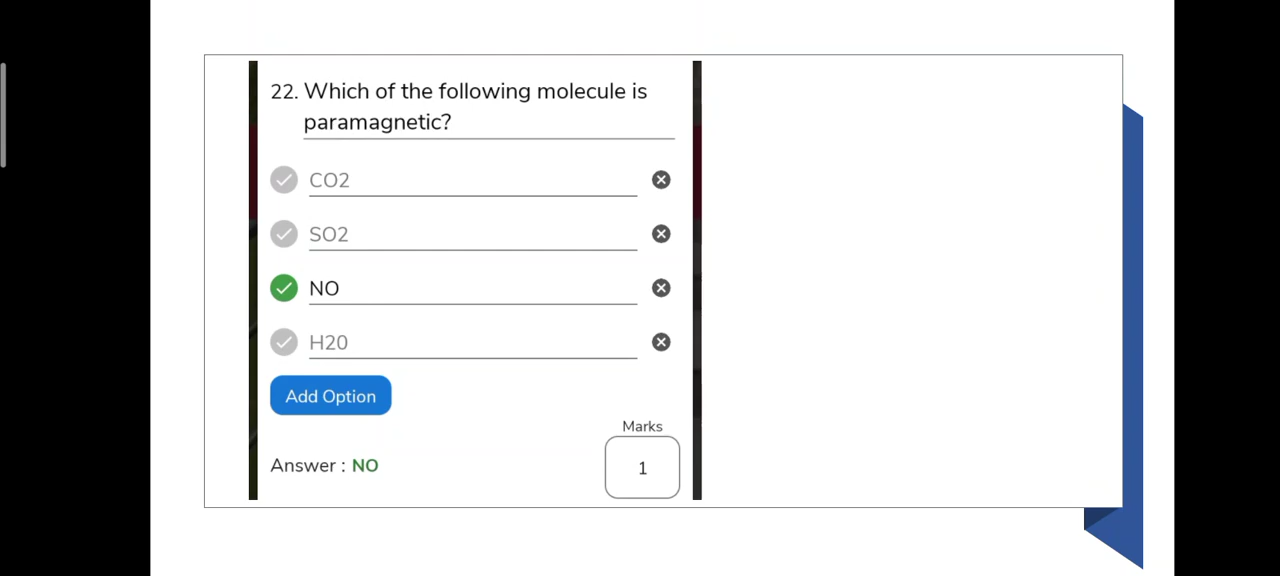 22. Which of the following molecule is
paramagnetic?
CO2
SO2
NO
H20
Add Option
Marks
Answer : NO
1